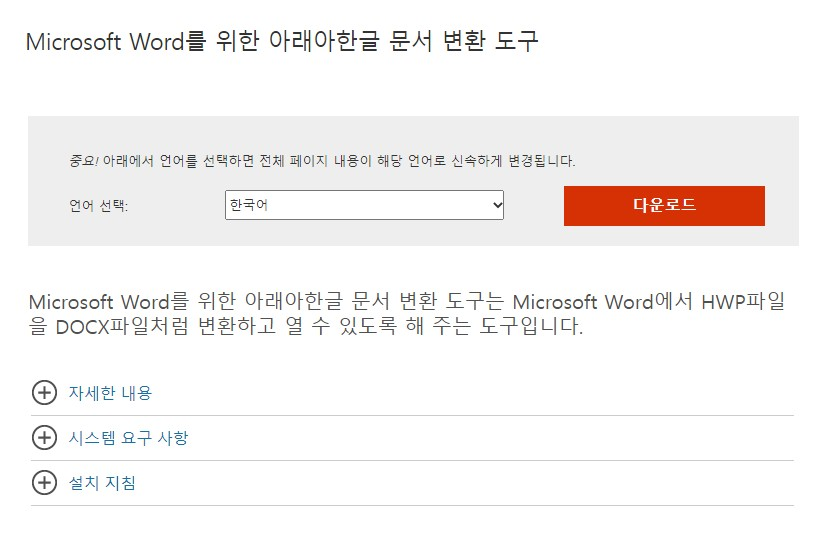 Microsoft Word를 위한 아래아한글 문서 변환 도구
중요! 아래에서 언어를 선택하면 전체 페이지 내용이 해당 언어로 신속하게 변경됩니다.
언어 선택:
한국어
다운로드
Microsoft Word를 위한 아래아한글 문서 변환 도구는 Microsoft Word에서 HWP파일
을 DOCX파일처럼 변환하고 열 수 있도록 해 주는 도구입니다.
자세한 내용
시스템 요구 사항
설치 지침